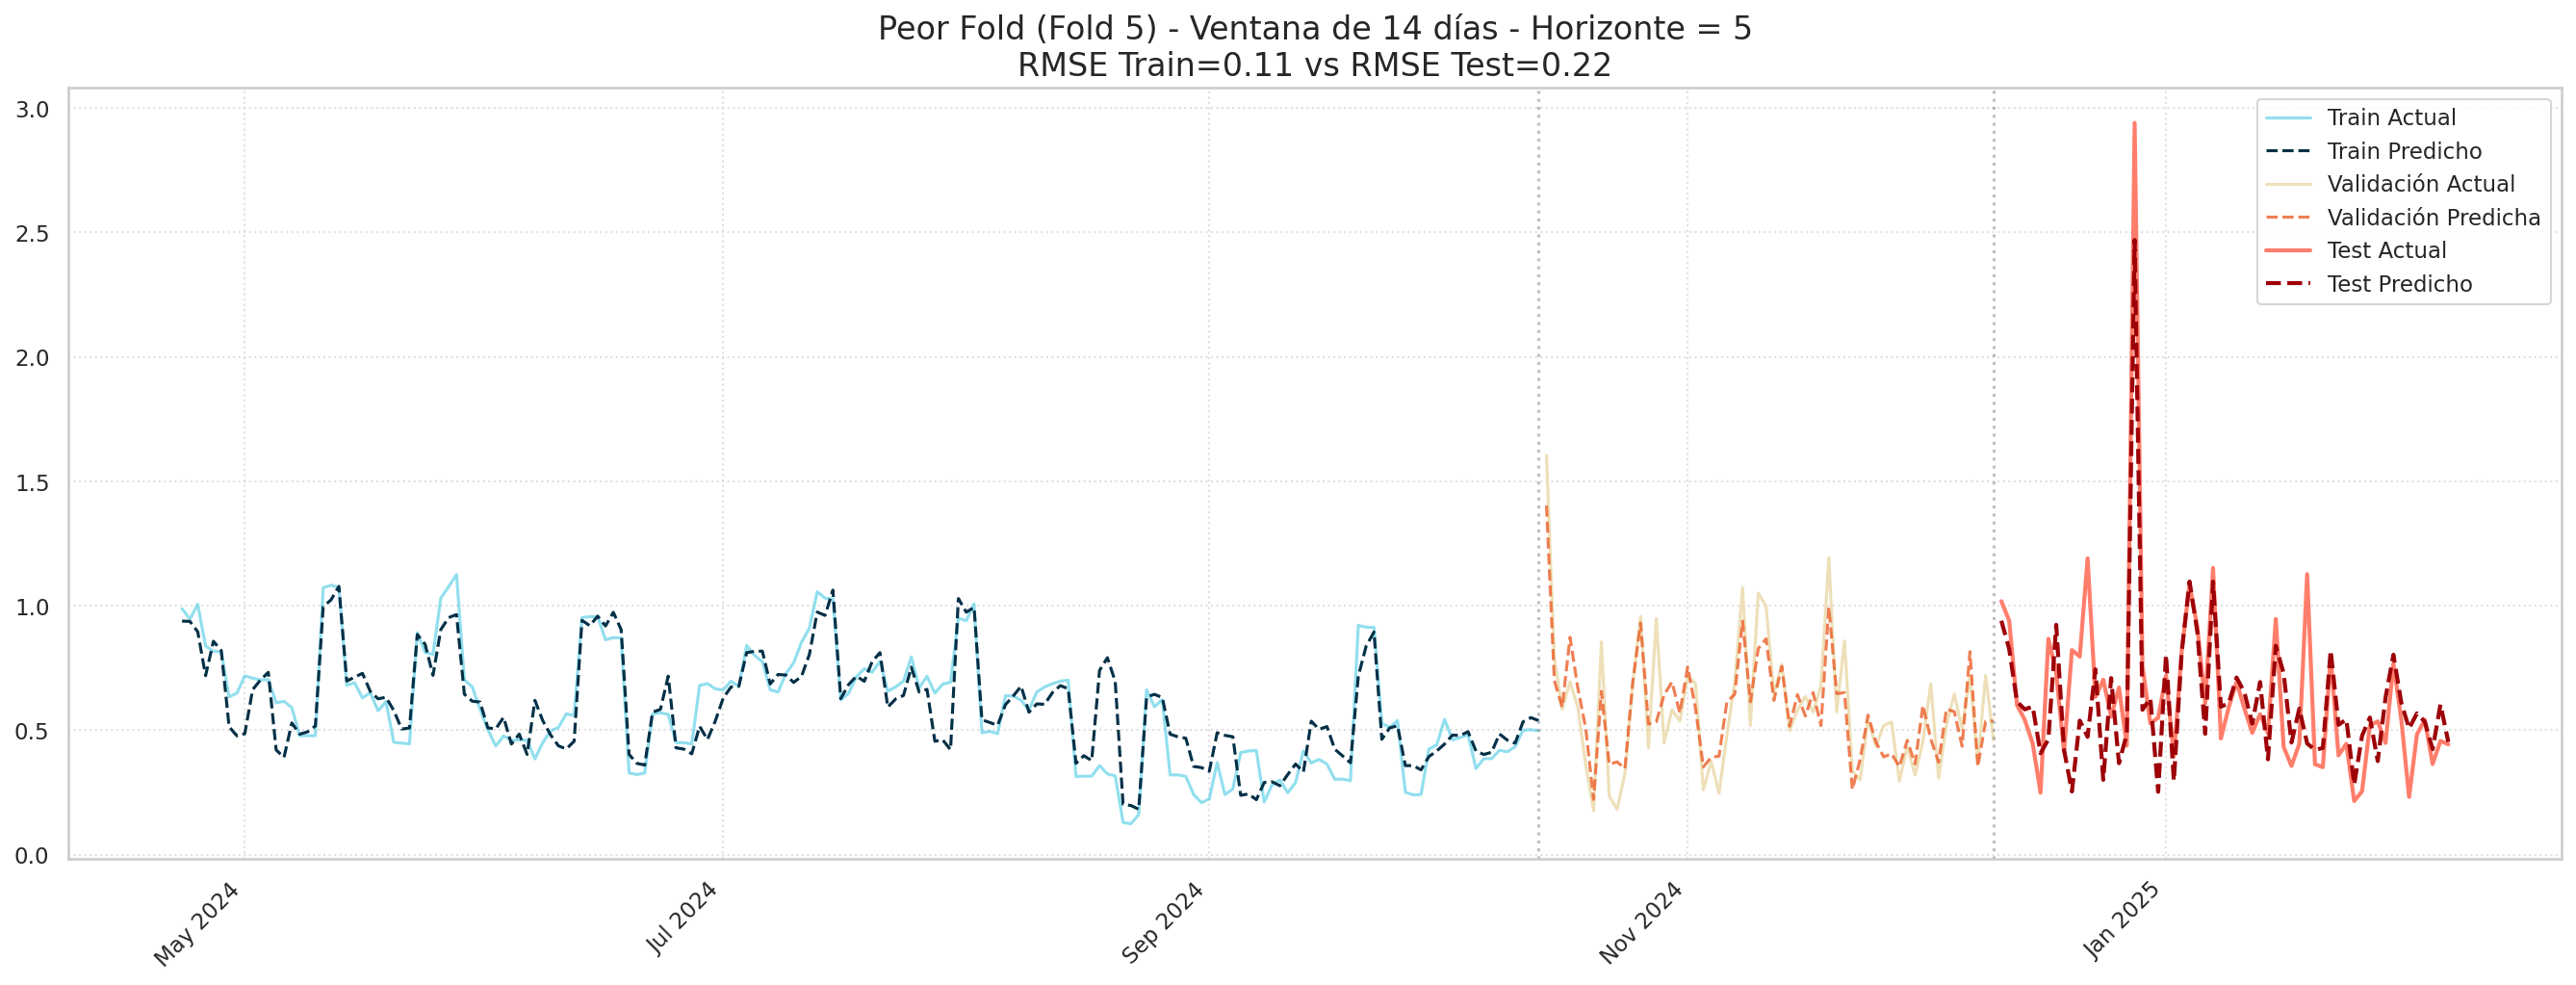 Peor Fold (Fold 5) - Ventana de 14 días - Horizonte = 5
RMSE Train=0.11 vs RMSE Test=0.22
3.0
2.5
2.0
1.5
1.0
0.5
0.0
Train Actual
Train Predicho
Validación Actual
Validación Predicha
Test Actual
Test Predicho
May 2024
Jul 2024
Sep 2024
Nov 2024
Jan 2025